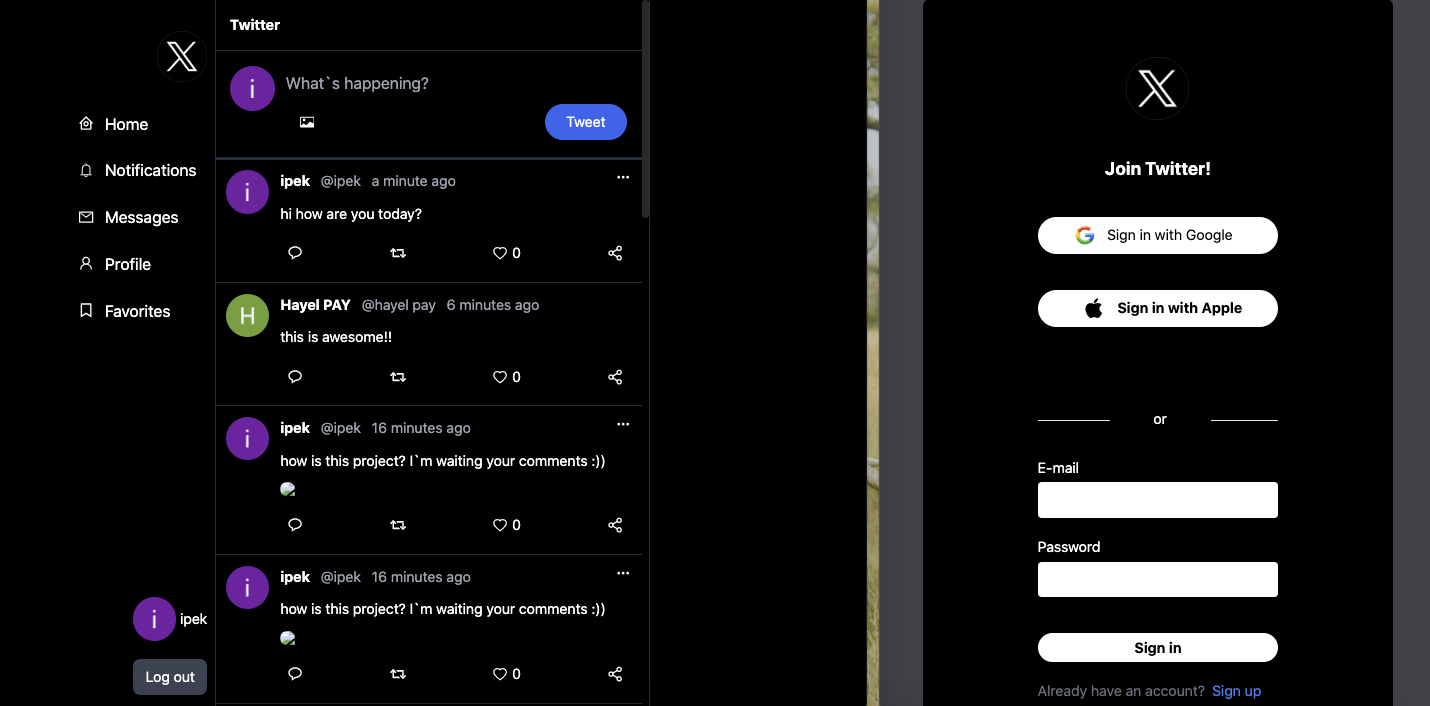 Twitter
What`s happening?
Tweet
Home
Notifications
Messages
Profile
Favorites
i
ipek
Log out
i
i
ipek @ipek a minute ago
hi how are you today?
0
H
Hayel PAY @hayel pay 6 minutes ago
this is awesome!!
0
i
ipek @ipek 16 minutes ago
how is this project? I`m waiting your comments :))
0
i
ipek @ipek 16 minutes ago
how is this project? I`m waiting your comments :))
0
X
X
Join Twitter!
Sign in with Google
Sign in with Apple
or
E-mail
Password
Sign in
Already have an account? Sign up